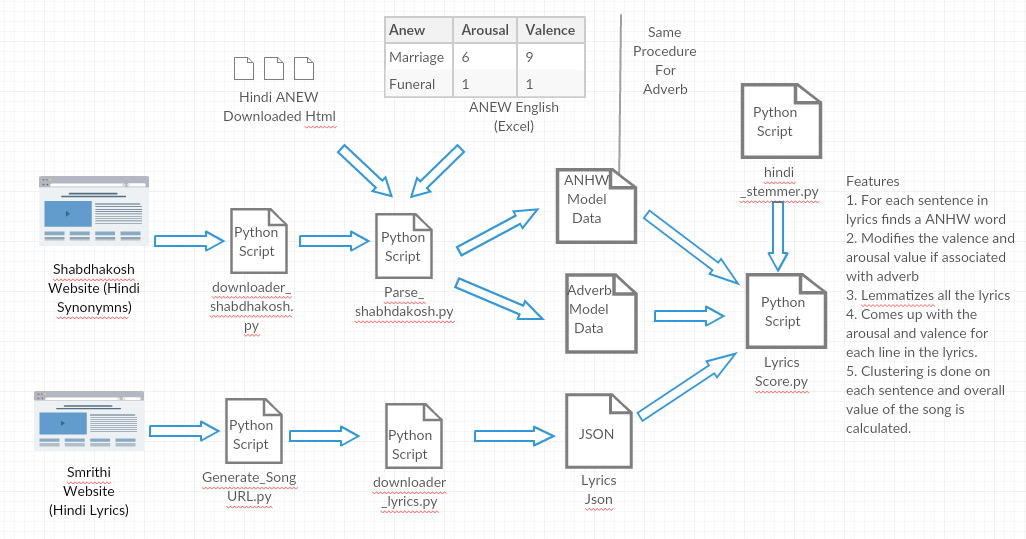 Anew Arousal Valence
Marriage 6 9
Funeral 1 1
ANEW English
(Excel)
Hindi ANEW
Downloaded Html
Same
Procedure
For
Adverb
Python
Script
hindi
_stemmer.py
Shabdhakosh
Website (Hindi
Synonymns)
Python
Script
downloader_
shabdhakosh.
py
Python
Script
Parse_
shabhdakosh.py
ANHW
Model
Data
Adverb
Model
Data
Python
Script
Lyrics
Score.py
Smrithi
Website
(Hindi Lyrics)
Python
Script
Generate_Song
URL.py
Python
Script
downloader
_lyrics.py
JSON
Lyrics
Json
Features
1. For each sentence in
lyrics finds a ANHW word
2. Modifies the valence and
arousal value if associated
with adverb
3. Lemmatizes all the lyrics
4. Comes up with the
arousal and valence for
each line in the lyrics.
5. Clustering is done on
each sentence and overall
value of the song is
calculated.